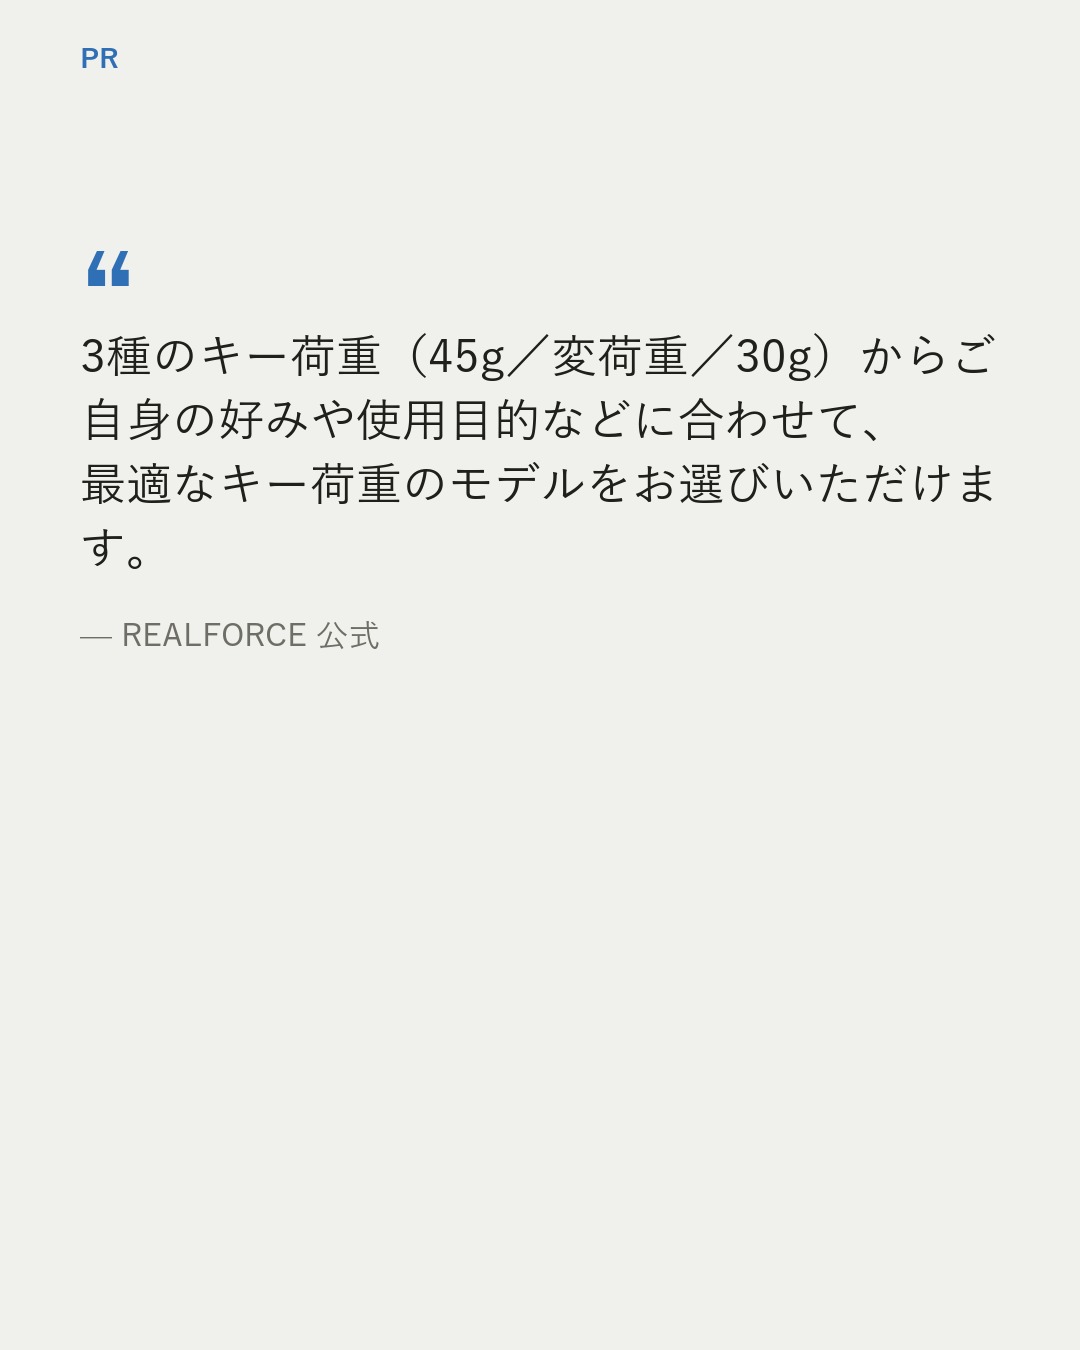 PR
“
3種のキー荷重（45g／変荷重／30g）からご
自身の好みや使用目的などに合わせて、
最適なキー荷重のモデルをお選びいただけま
す。
— REALFORCE 公式